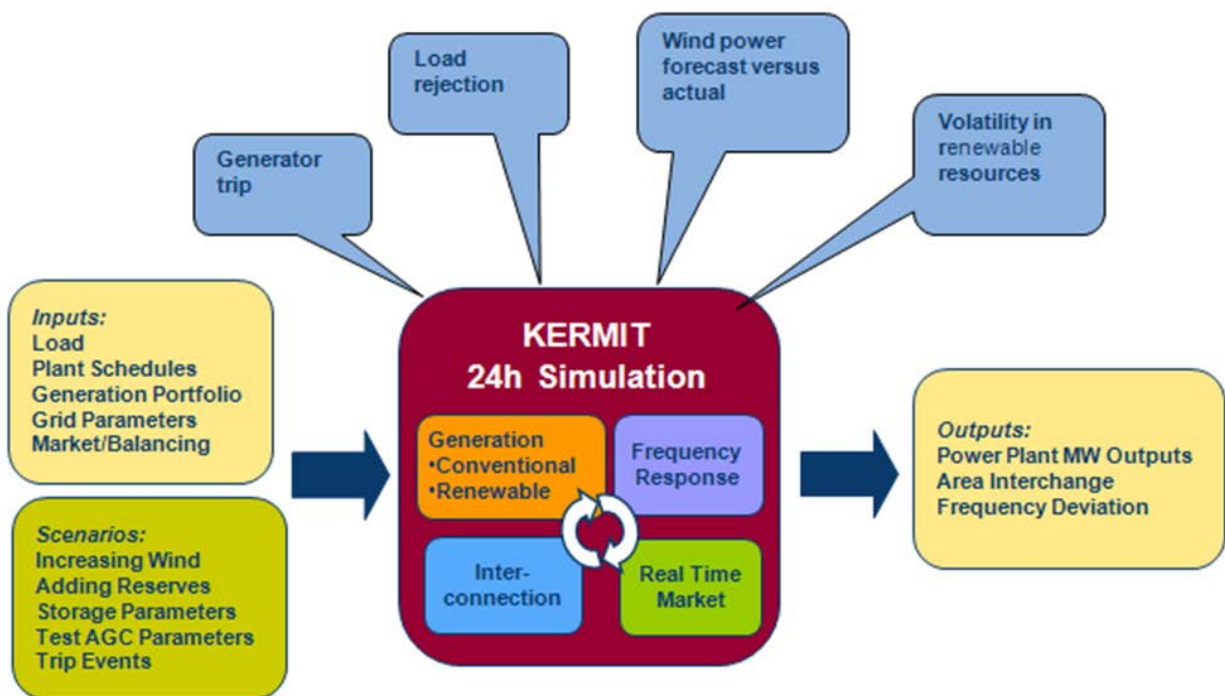 Generator
trip
Load
rejection
Wind power
forecast versus
actual
Volatility in
renewable
resources
Inputs:
Load
Plant Schedules
Generation Portfolio
Grid Parameters
Market/Balancing
Scenarios:
Increasing Wind
Adding Reserves
Storage Parameters
Test AGC Parameters
Trip Events
KERMIT
24h Simulation
Generation
•Conventional
•Renewable
Frequency
Response
Inter-
connection
Real Time
Market
Outputs:
Power Plant MW Outputs
Area Interchange
Frequency Deviation